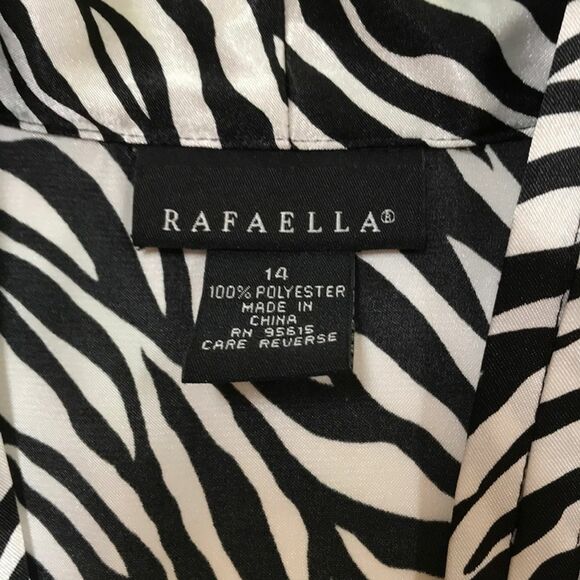 RAFAELLA®
14
100% POLYESTER
MADE IN
CHINA
RN 95615
CARE REVERSE